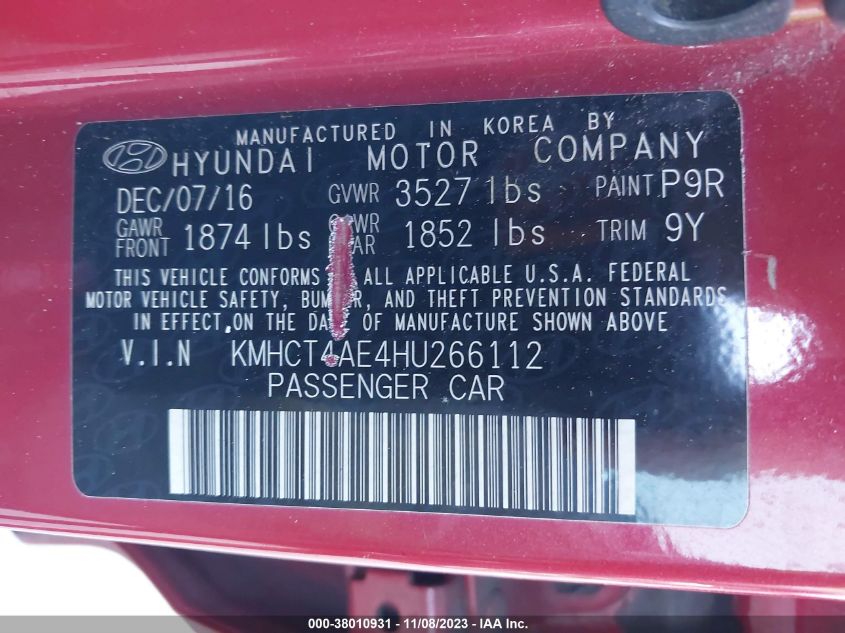 MANUFACTURED IN KOREA BY
HYUNDAI MOTOR COMPANY
DEC/07/16 GVWR 3527 lbs PAINT P9R
GAWR FRONT 1874 lbs 1852 lbs TRIM 9Y
THIS VEHICLE CONFORMS ALL APPLICABLE U.S.A. FEDERAL
MOTOR VEHICLE SAFETY, AND THEFT PREVENTION STANDARDS
IN EFFECT ON THE OF MANUFACTURE SHOWN ABOVE
V.I.N KMHCT4AE4HU266112
PASSENGER CAR
000-38010931 - 11/08/2023 - IAA Inc.